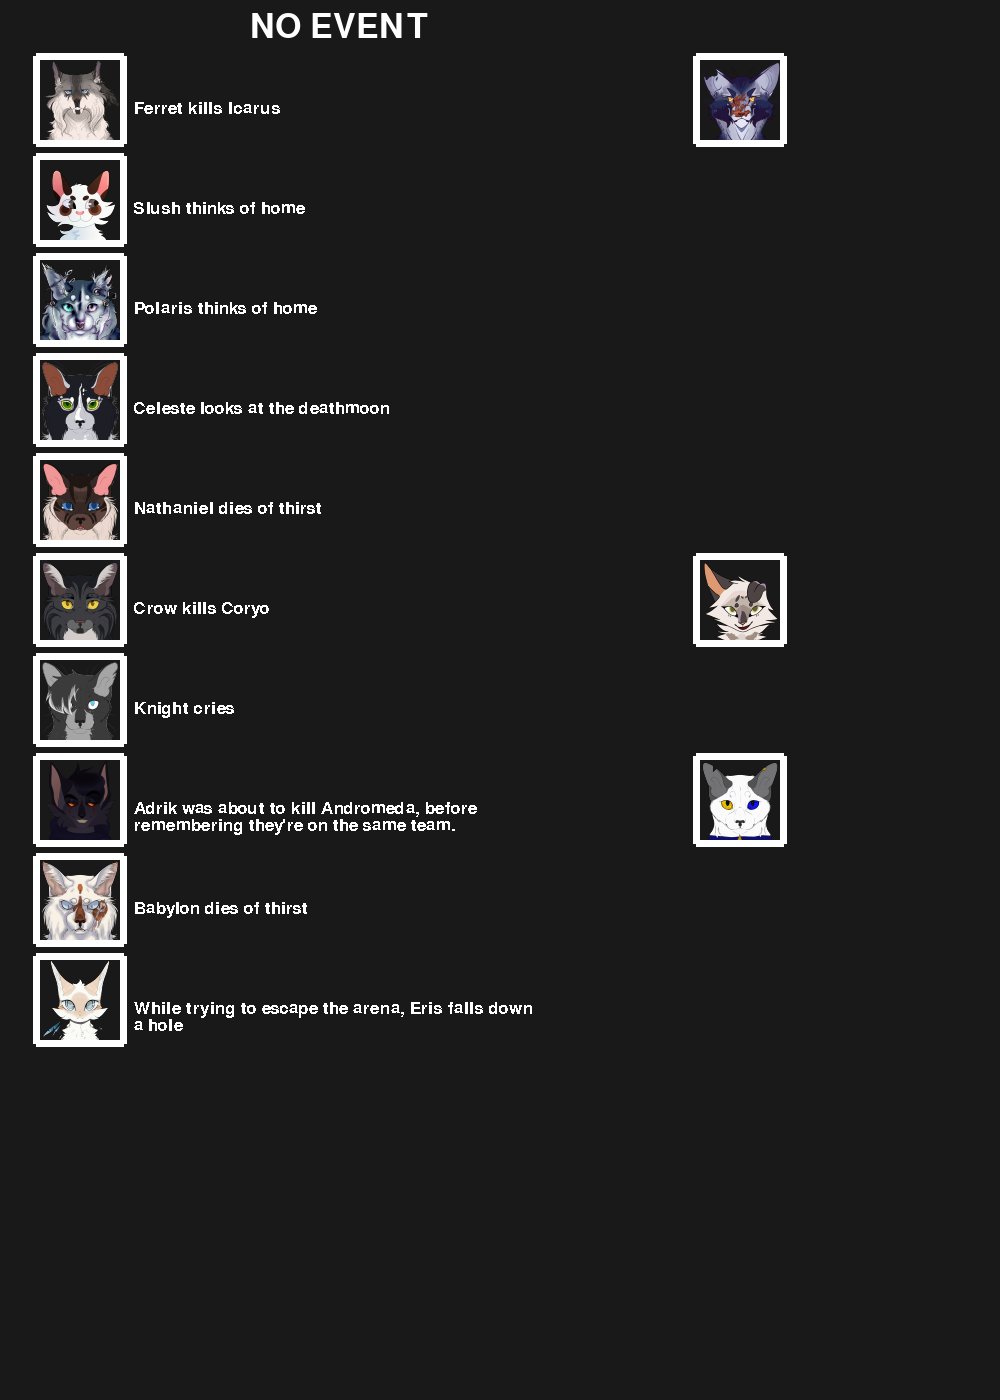 NO EVENT
Ferret kills Icarus
Slush thinks of home
Polaris thinks of home
Celeste looks at the deathmoon
Nathaniel dies of thirst
Crow kills Coryo
Knight cries
Adrik was about to kill Andromeda, before
remembering they're on the same team.
Babylon dies of thirst
While trying to escape the arena, Eris falls down
a hole